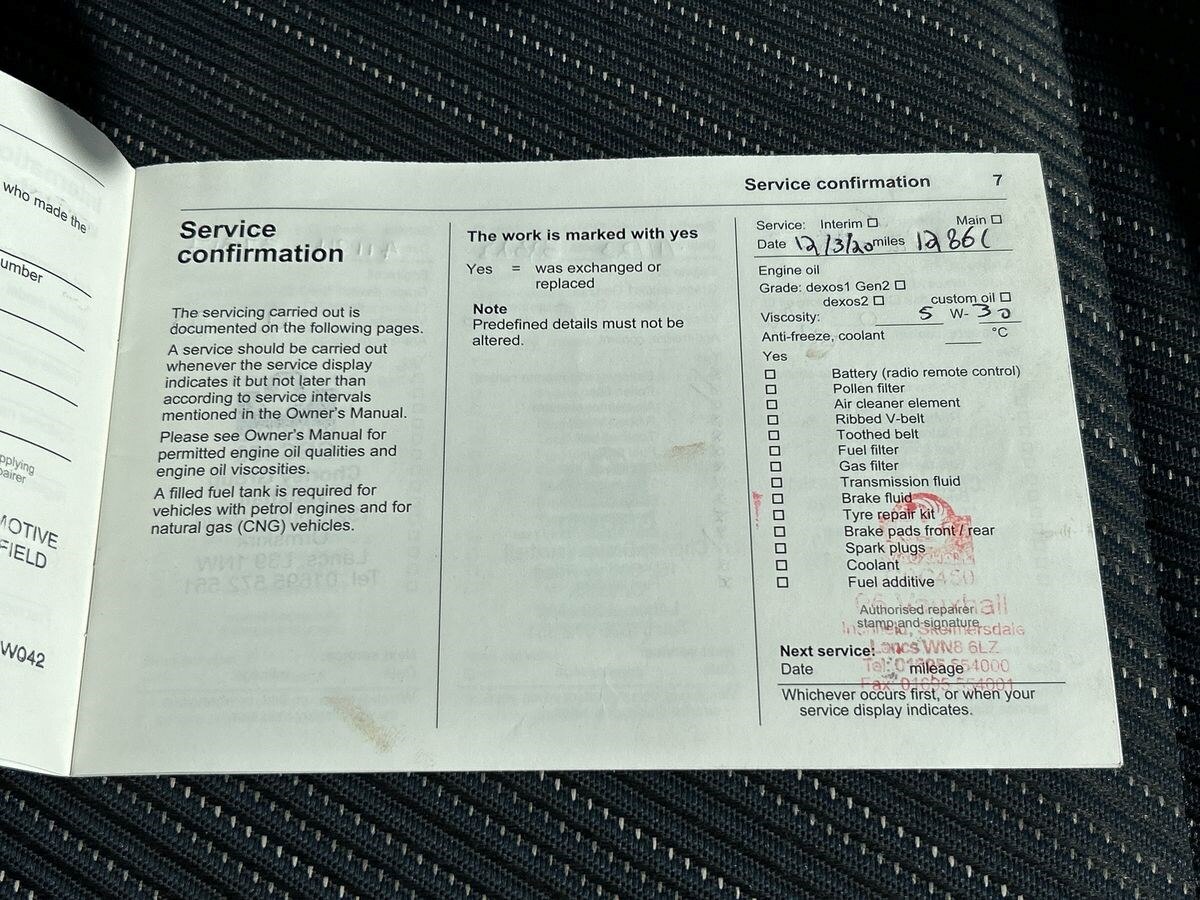 who made the
umber
pplying
pairer
MOTIVE
FIELD
W042
Service confirmation 7
Service
confirmation
The servicing carried out is
documented on the following pages.
A service should be carried out
whenever the service display
indicates it but not later than
according to service intervals
mentioned in the Owner's Manual.
Please see Owner's Manual for
permitted engine oil qualities and
engine oil viscosities.
A filled fuel tank is required for
vehicles with petrol engines and for
natural gas (CNG) vehicles.
The work is marked with yes
Yes = was exchanged or
replaced
Note
Predefined details must not be
altered.
Service: Interim ☐ Main ☐
Date 12/3/20 miles
Engine oil
Grade: dexos1 Gen2 ☐
dexos2 ☐ custom oil ☐
Viscosity: 5 W- 30
Anti-freeze, coolant °C
Yes
☐ Battery (radio remote control)
☐ Pollen filter
☐ Air cleaner element
☐ Ribbed V-belt
☐ Toothed belt
☐ Fuel filter
☐ Gas filter
☐ Transmission fluid
☐ Brake fluid
☐ Tyre repair kit
☐ Brake pads front / rear
☐ Spark plugs
☐ Coolant
☐ Fuel additive
Vauxhall
Authorised repairer
stamp and signature
Skelmersdale
Lancs WN8 6LZ
Tel: 01695 554000
Fax: 01695 554001
Next service:
Date mileage
Whichever occurs first, or when your
service display indicates.